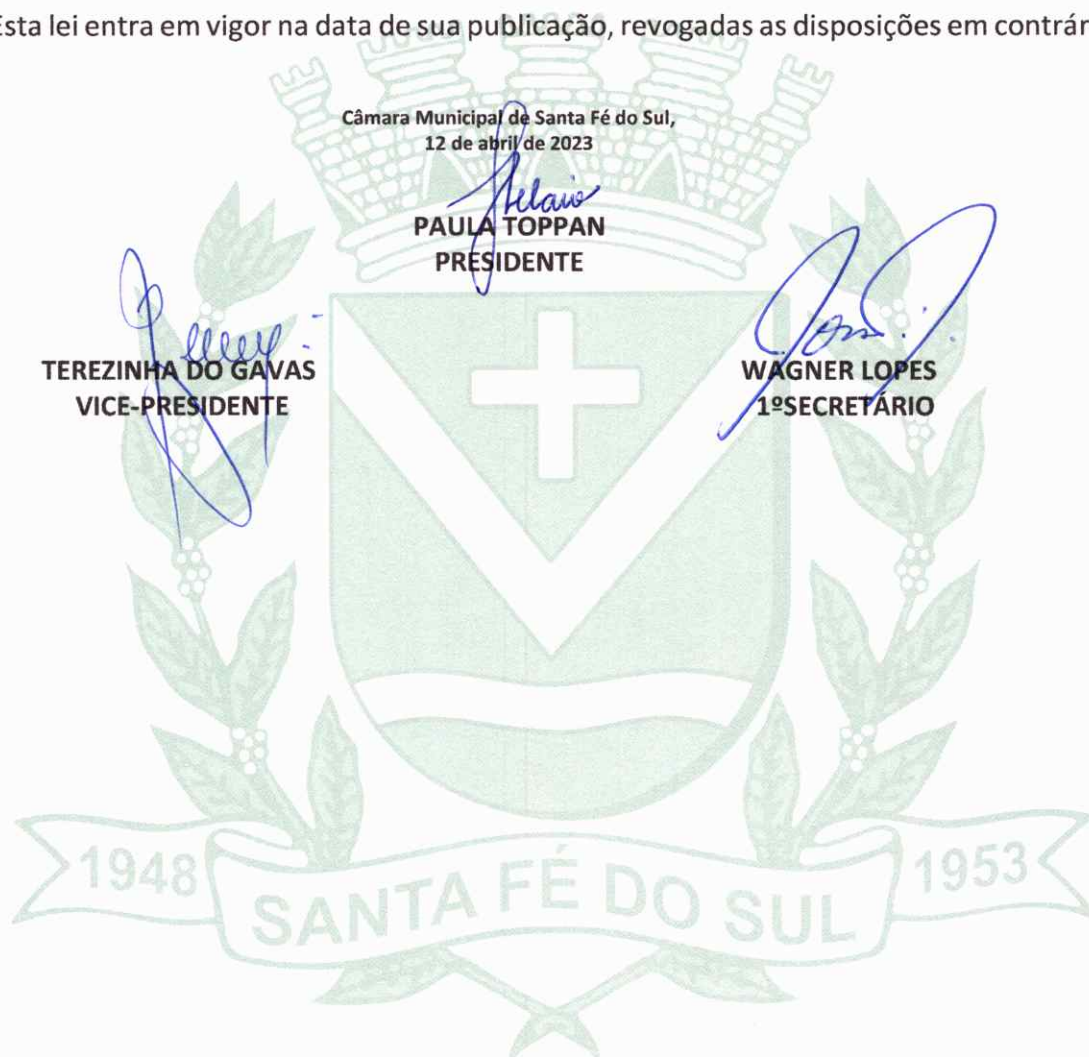 Esta lei entra em vigor na data de sua publicação, revogadas as disposições em contrár
Câmara Municipal de Santa Fé do Sul,
12 de abril de 2023
PAULA TOPPAN
PRESIDENTE
TEREZINHA DO GAVAS
VICE-PRESIDENTE
WAGNER LOPES
1ºSECRETÁRIO
1948
SANTA FÉ DO SUL
1953